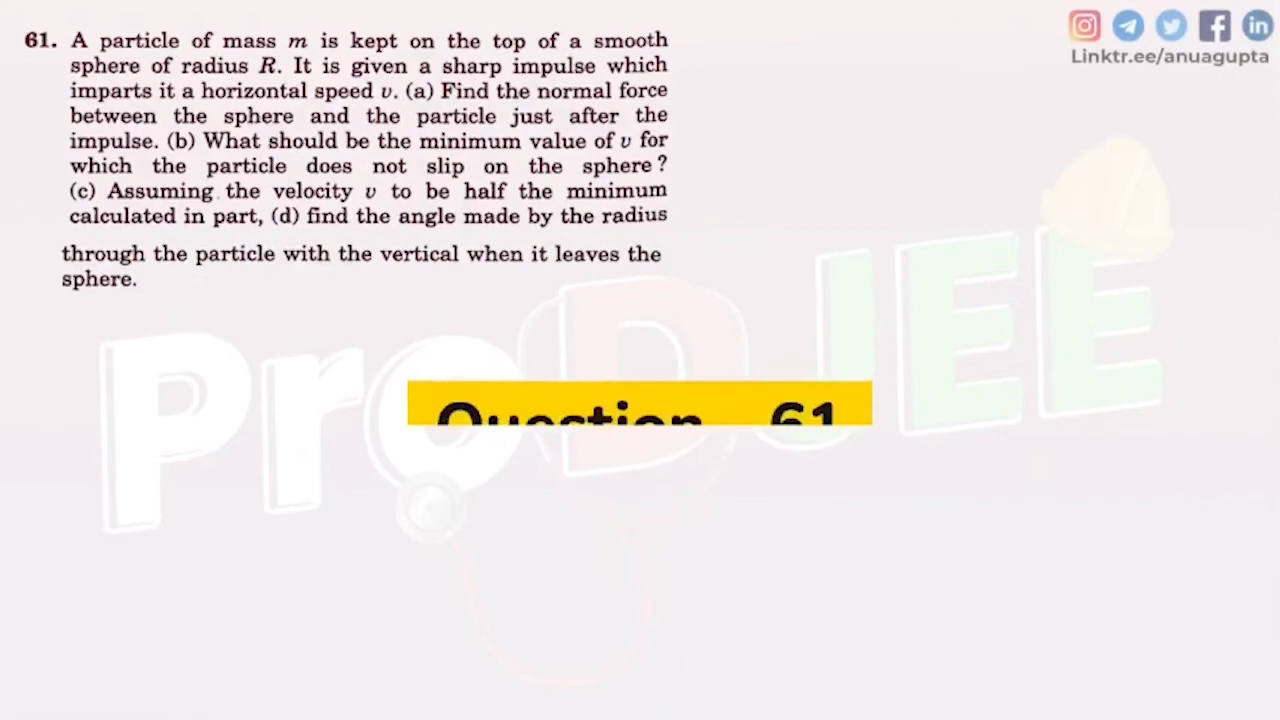 61. A particle of mass m is kept on the top of a smooth
sphere of radius R. It is given a sharp impulse which
imparts it a horizontal speed v. (a) Find the normal force
between the sphere and the particle just after the
impulse. (b) What should be the minimum value of v for
which the particle does not slip on the sphere?
(c) Assuming the velocity v to be half the minimum
calculated in part, (d) find the angle made by the radius
through the particle with the vertical when it leaves the
sphere.
Linktr.ee/anuagupta
Question 61
ProDJEE